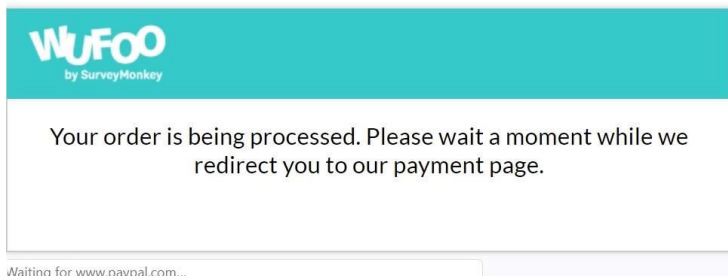 WUFOO
by SurveyMonkey
Your order is being processed. Please wait a moment while we
redirect you to our payment page.
Waiting for www.paypal.com...